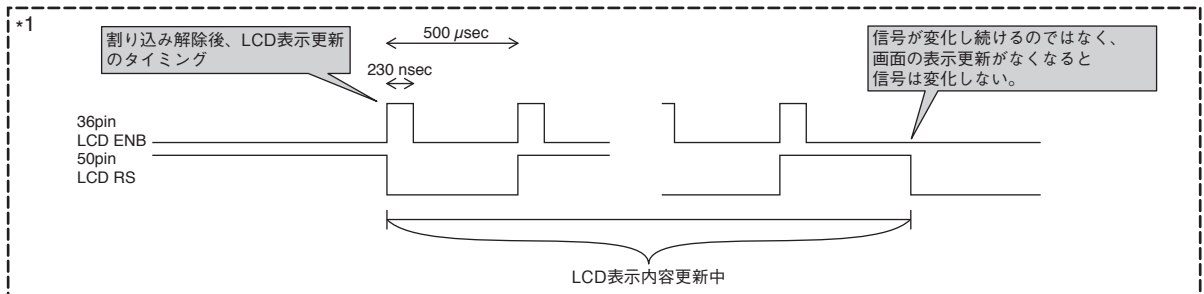 *1
割り込み解除後、LCD表示更新
のタイミング
500 μsec
230 nsec
信号が変化し続けるのではなく、
画面の表示更新がなくなると
信号は変化しない。
36pin
LCD ENB
50pin
LCD RS
LCD表示内容更新中